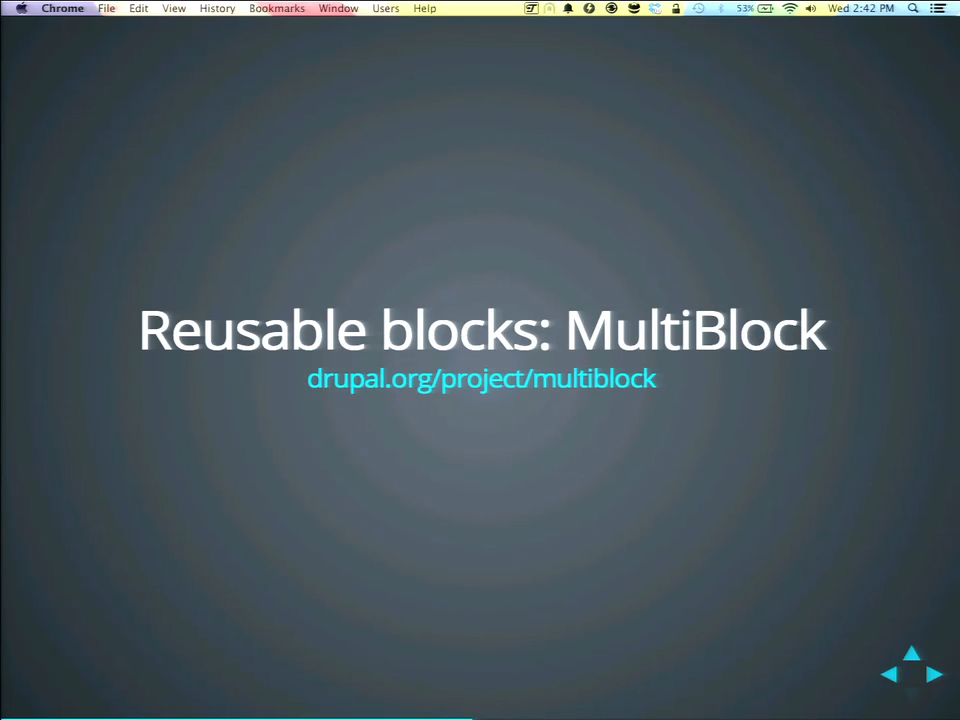 Chrome File Edit View History Bookmarks Window Users Help 53% Wed 2:42 PM
Reusable blocks: MultiBlock
drupal.org/project/multiblock